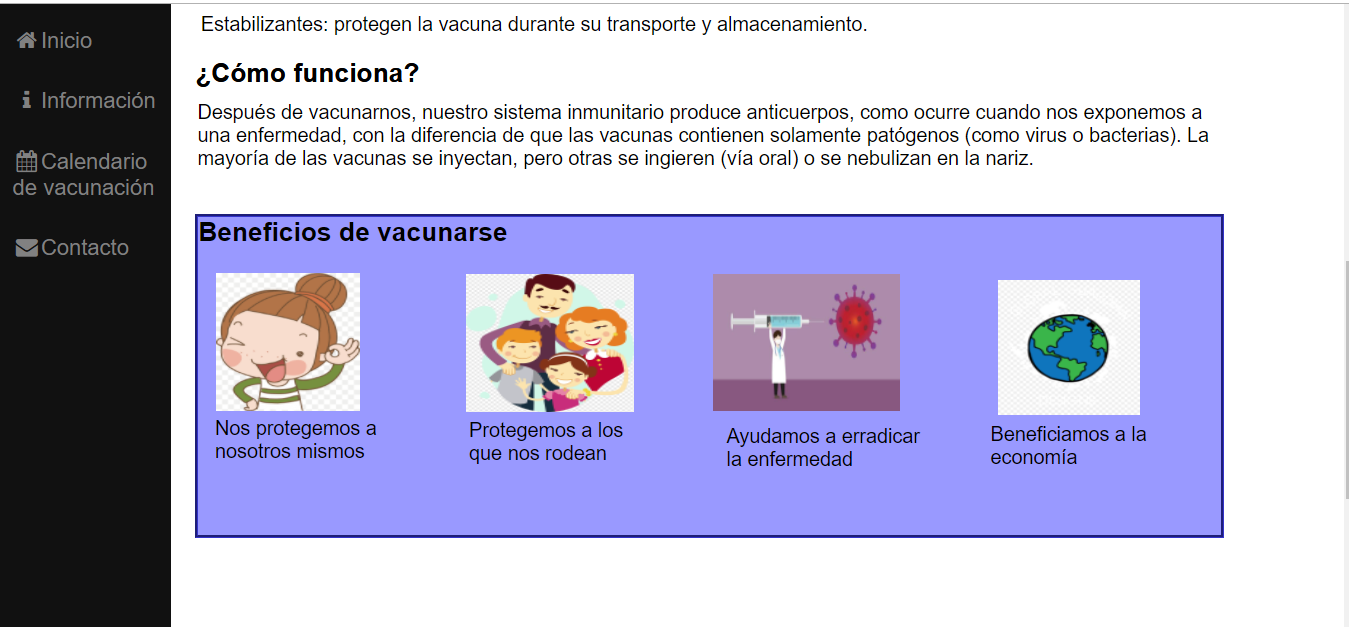 Inicio
Información
Calendario
de vacunación
Contacto
Estabilizantes: protegen la vacuna durante su transporte y almacenamiento.
¿Cómo funciona?
Después de vacunarnos, nuestro sistema inmunitario produce anticuerpos, como ocurre cuando nos exponemos a
una enfermedad, con la diferencia de que las vacunas contienen solamente patógenos (como virus o bacterias). La
mayoría de las vacunas se inyectan, pero otras se ingieren (vía oral) o se nebulizan en la nariz.
Beneficios de vacunarse
Nos protegemos a
nosotros mismos
Protegemos a los
que nos rodean
Ayudamos a erradicar
la enfermedad
Beneficiamos a la
economía